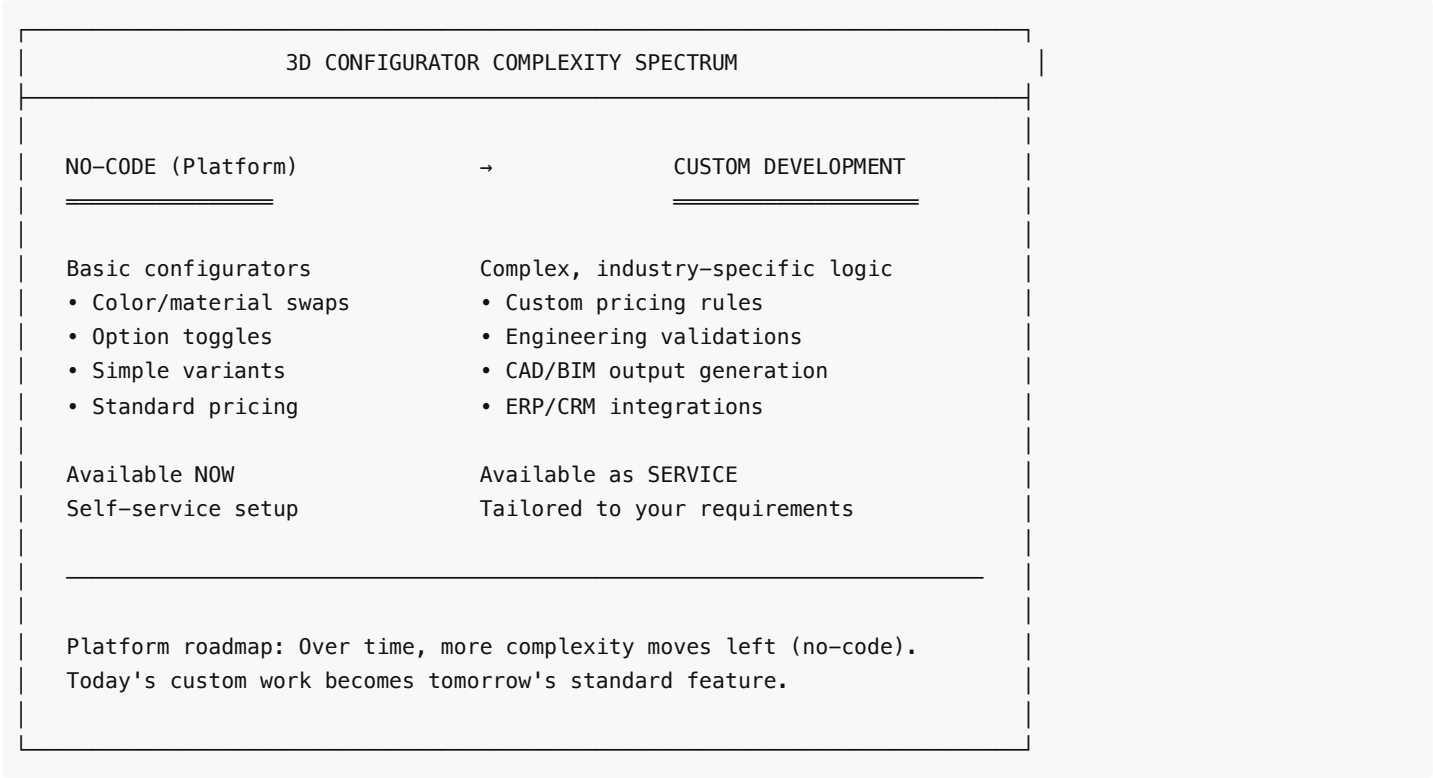 3D CONFIGURATOR COMPLEXITY SPECTRUM
NO-CODE (Platform) → CUSTOM DEVELOPMENT
Basic configurators Complex, industry-specific logic
• Color/material swaps • Custom pricing rules
• Option toggles • Engineering validations
• Simple variants • CAD/BIM output generation
• Standard pricing • ERP/CRM integrations
Available NOW Available as SERVICE
Self-service setup Tailored to your requirements
Platform roadmap: Over time, more complexity moves left (no-code).
Today's custom work becomes tomorrow's standard feature.